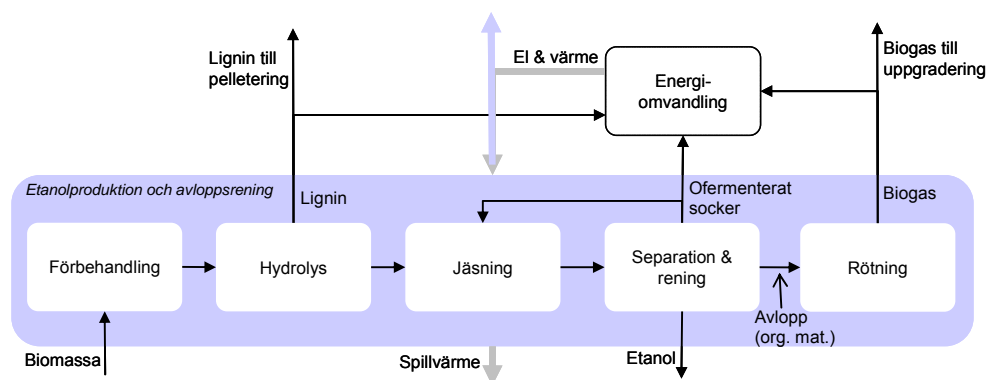 Lignin till
pelletering
El & värme
Energi-
omvandling
Biogas till
uppgradering
Etanolproduktion och avloppsrening
Lignin
Ofermenterat
socker
Biogas
Förbehandling
Hydrolys
Jäsning
Separation &
rening
Rötning
Avlopp
(org. mat.)
Biomassa
Spillvärme
Etanol